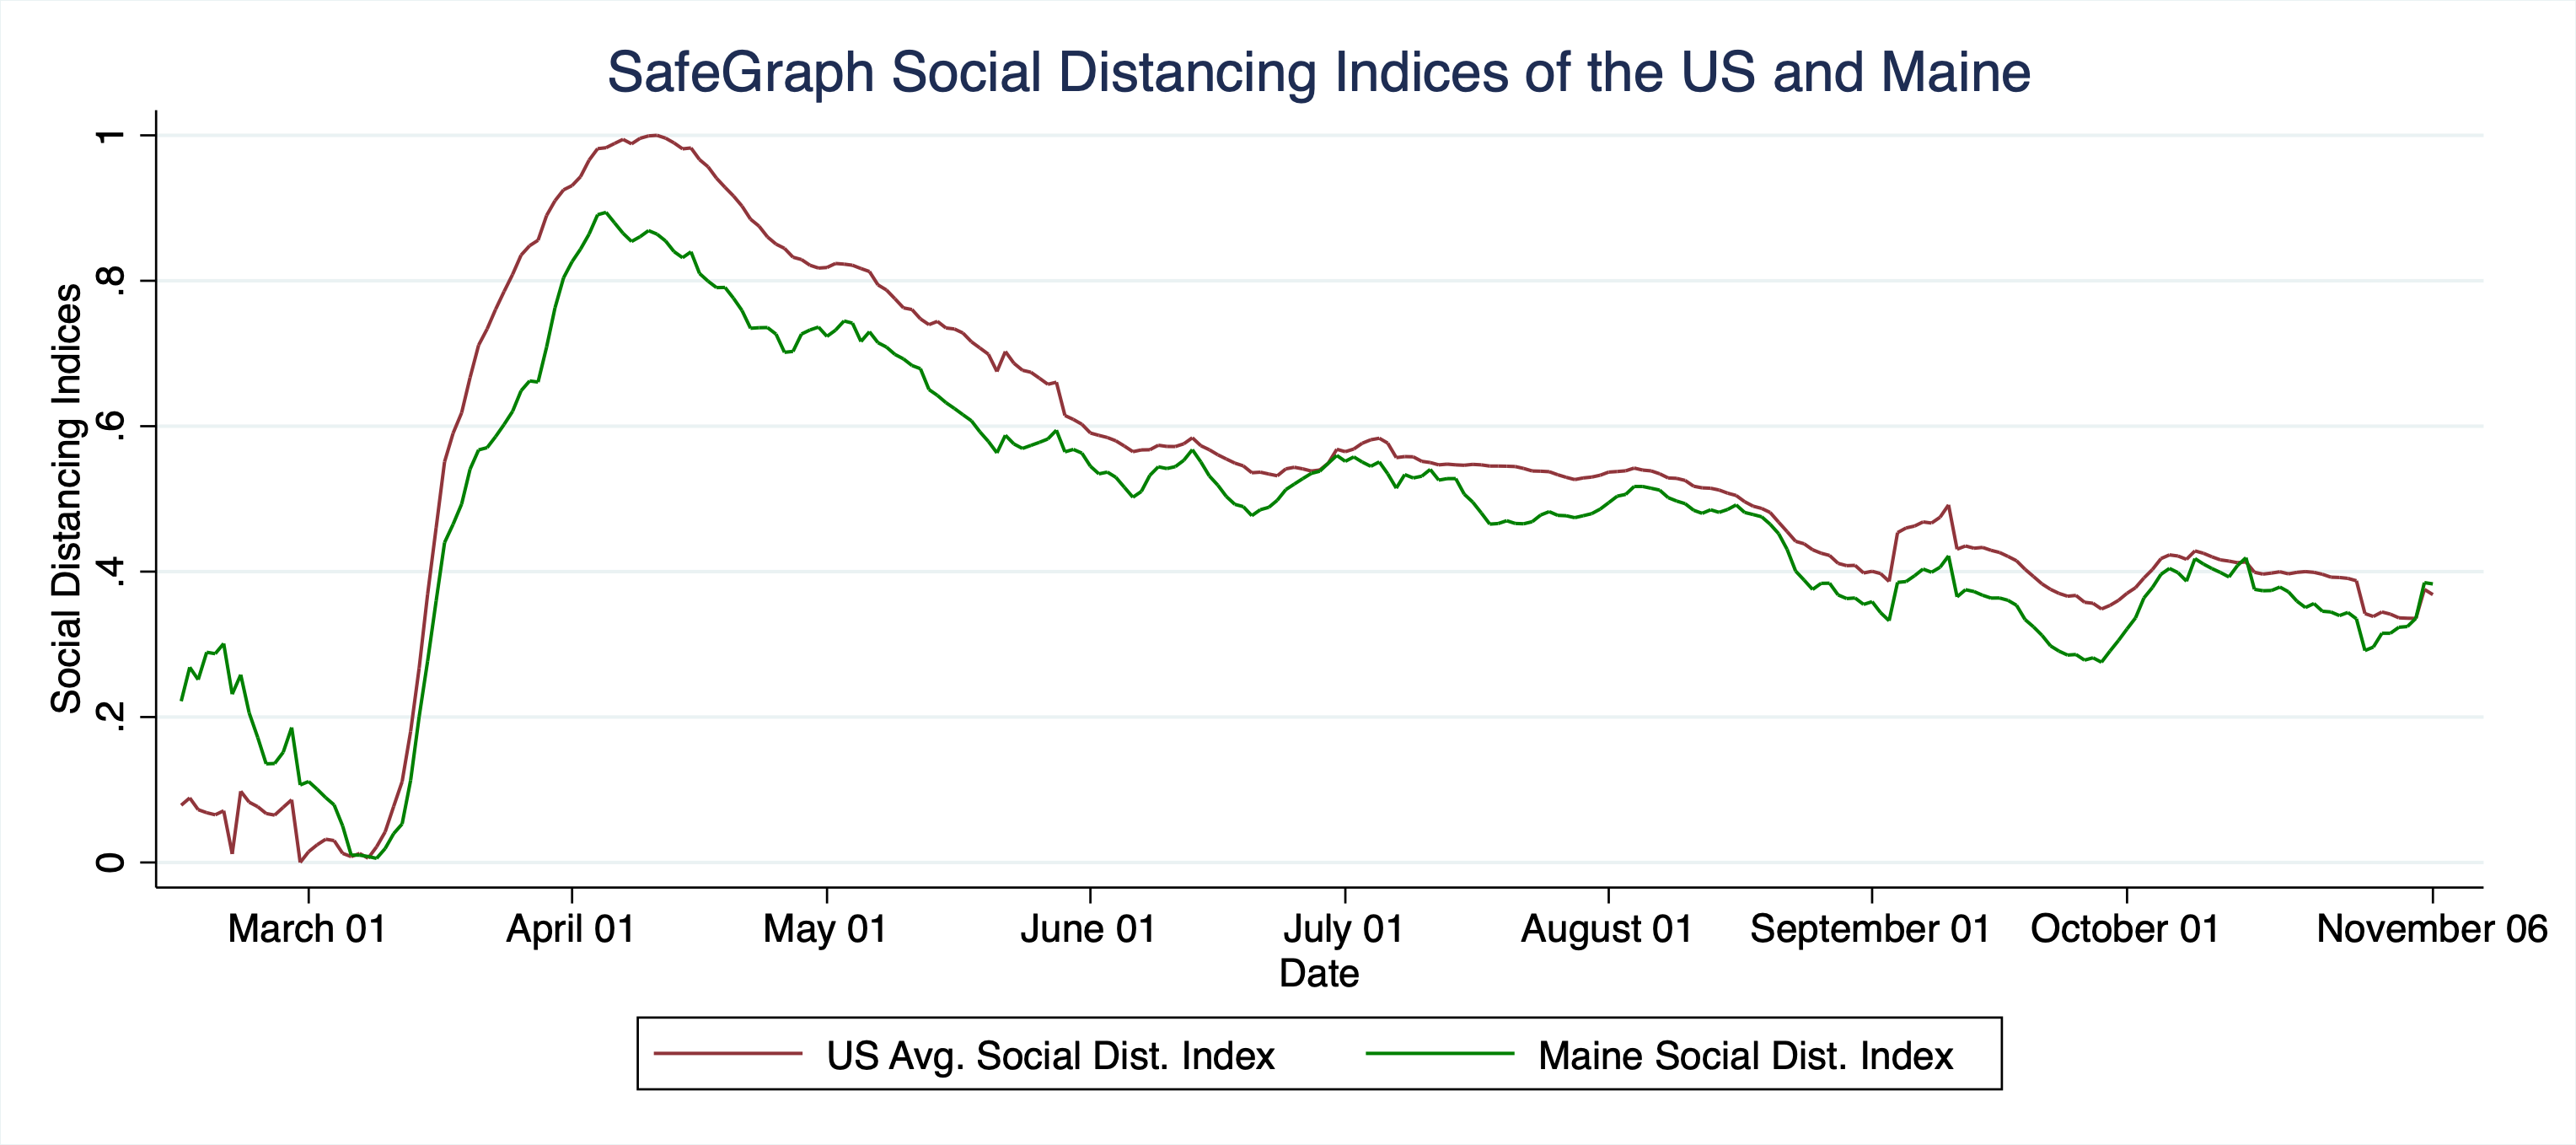 SafeGraph Social Distancing Indices of the US and Maine
Social Distancing Indices
1
.8
.6
.4
.2
0
March 01 April 01 May 01 June 01 July 01 August 01 September 01 October 01 November 06
Date
US Avg. Social Dist. Index Maine Social Dist. Index